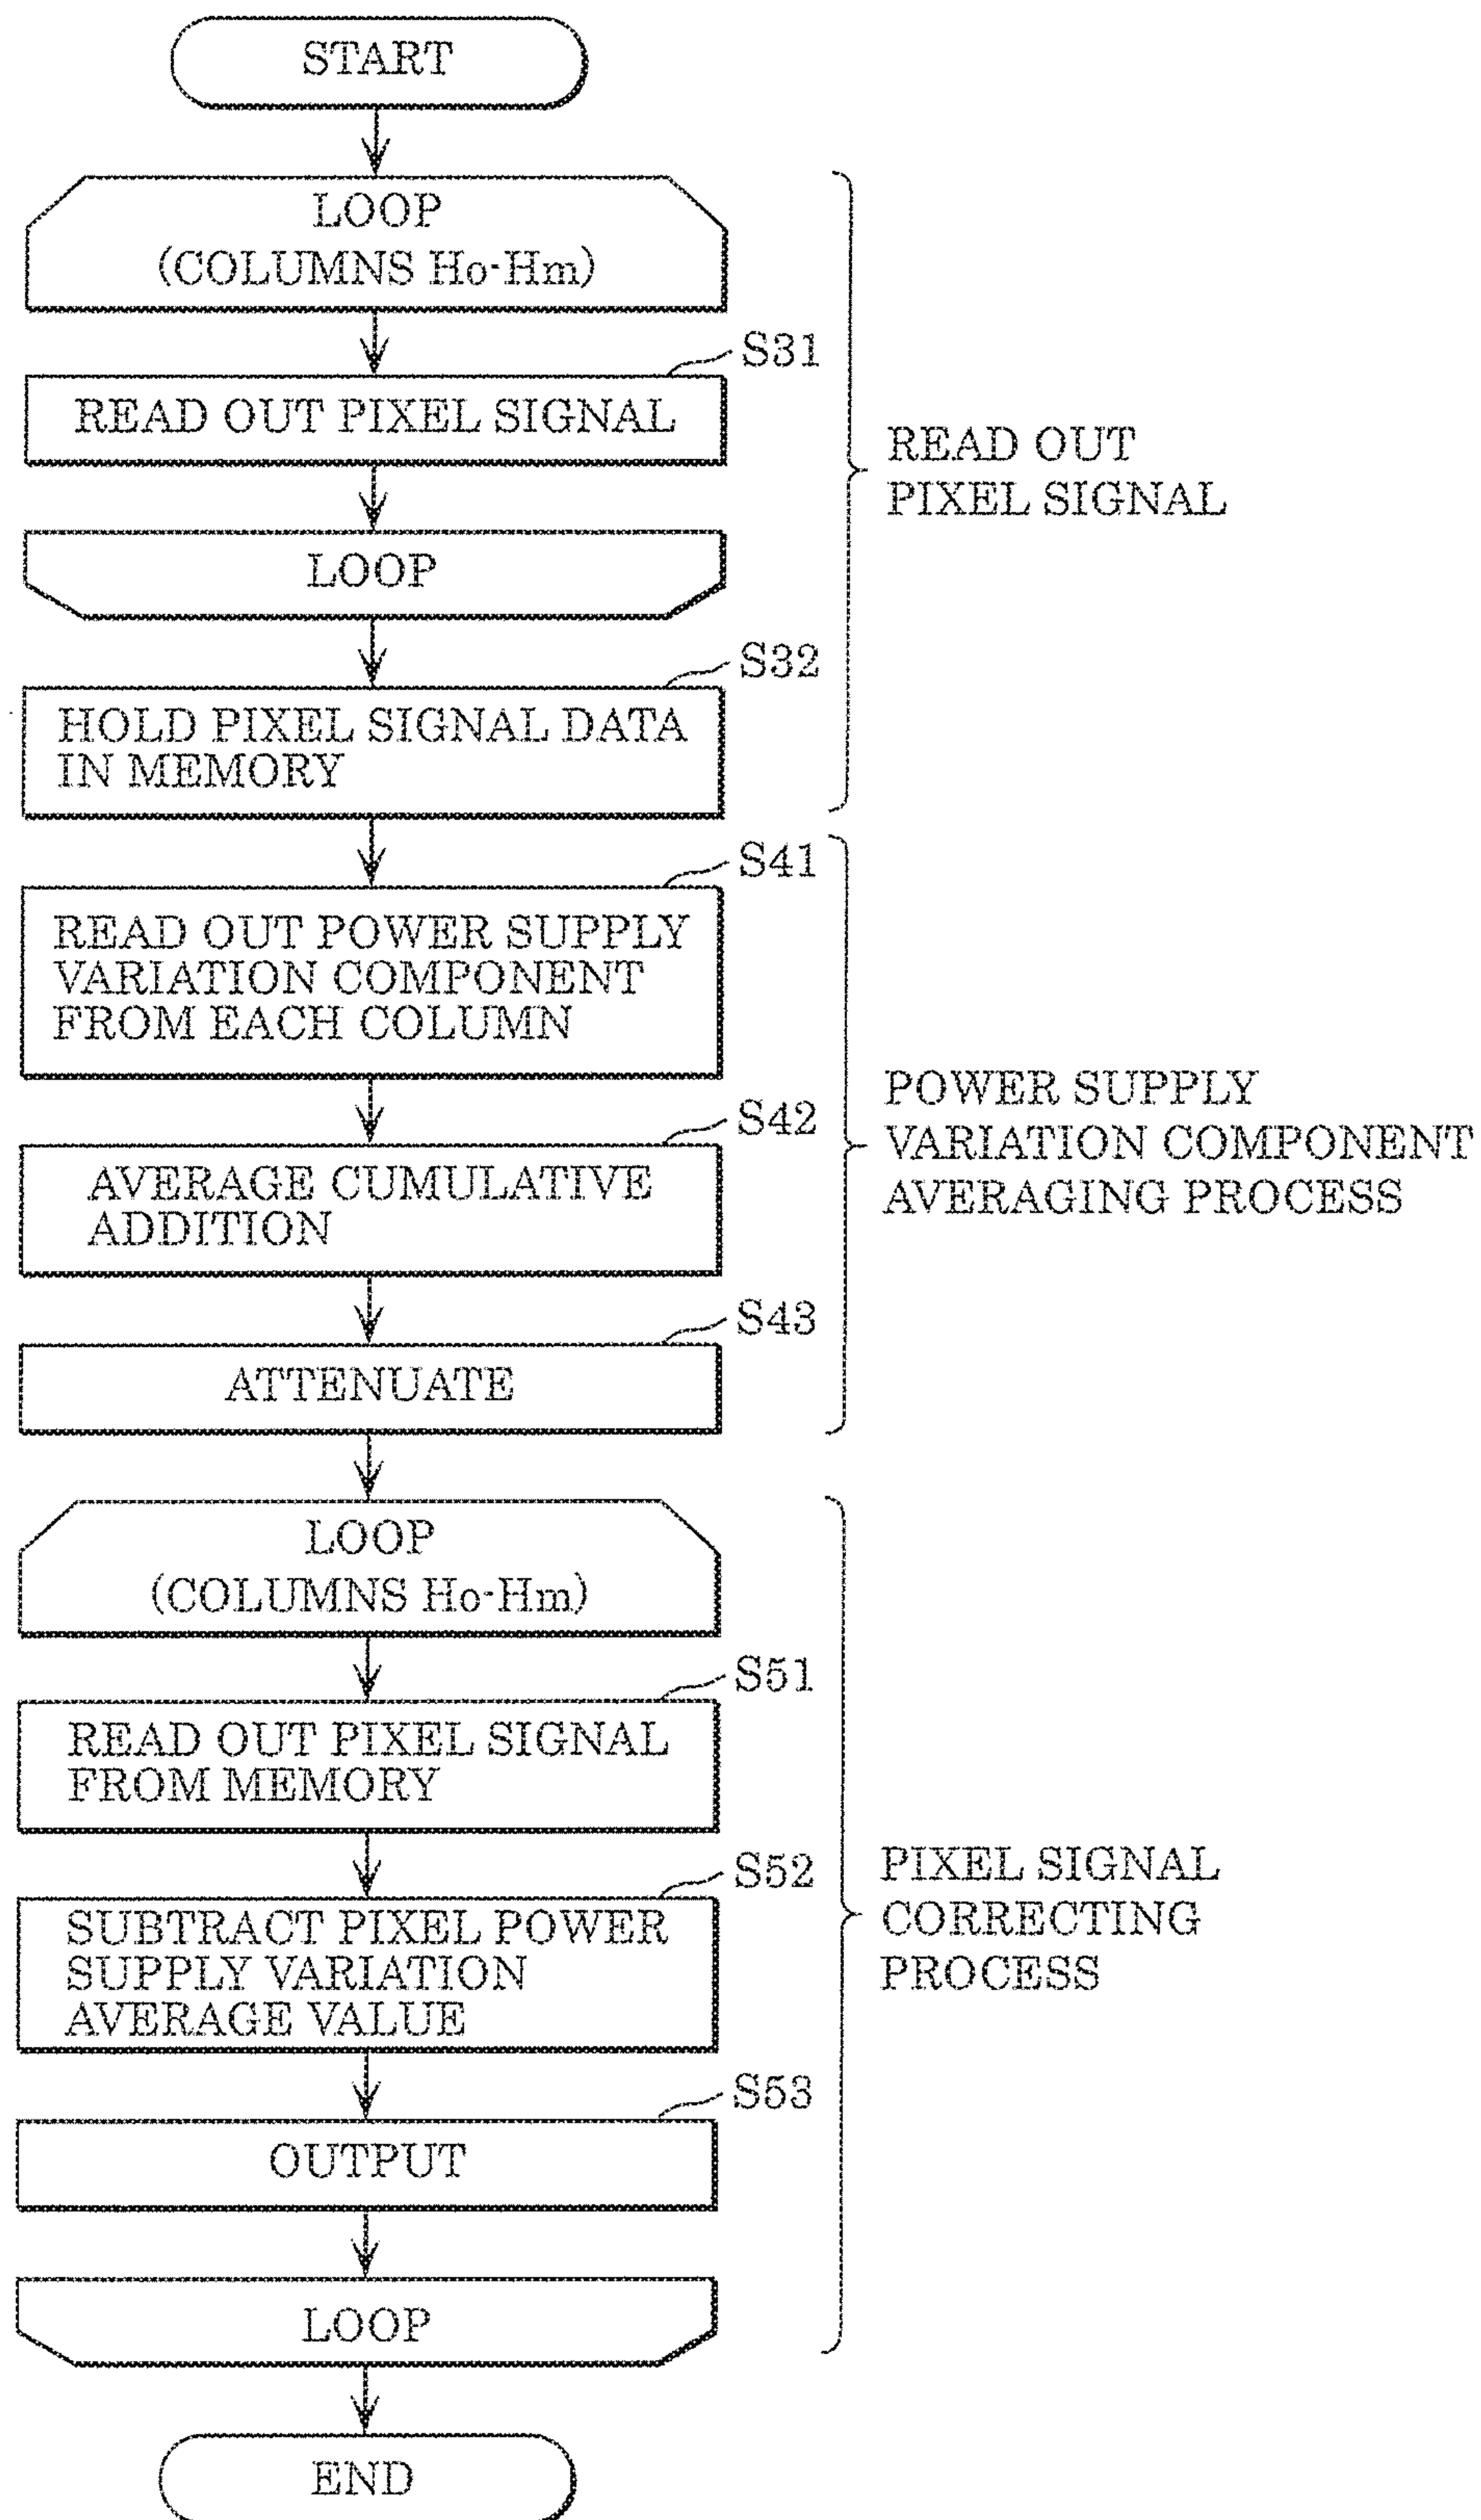 START
LOOP
(COLUMNS Ho-Hm)
S31
READ OUT PIXEL SIGNAL
READ OUT
PIXEL SIGNAL
LOOP
S32
HOLD PIXEL SIGNAL DATA
IN MEMORY
S41
READ OUT POWER SUPPLY
VARIATION COMPONENT
FROM EACH COLUMN
POWER SUPPLY
VARIATION COMPONENT
AVERAGING PROCESS
S42
AVERAGE CUMULATIVE
ADDITION
S43
ATTENUATE
LOOP
(COLUMNS Ho-Hm)
S51
READ OUT PIXEL SIGNAL
FROM MEMORY
S52
SUBTRACT PIXEL POWER
SUPPLY VARIATION
AVERAGE VALUE
PIXEL SIGNAL
CORRECTING
PROCESS
S53
OUTPUT
LOOP
END